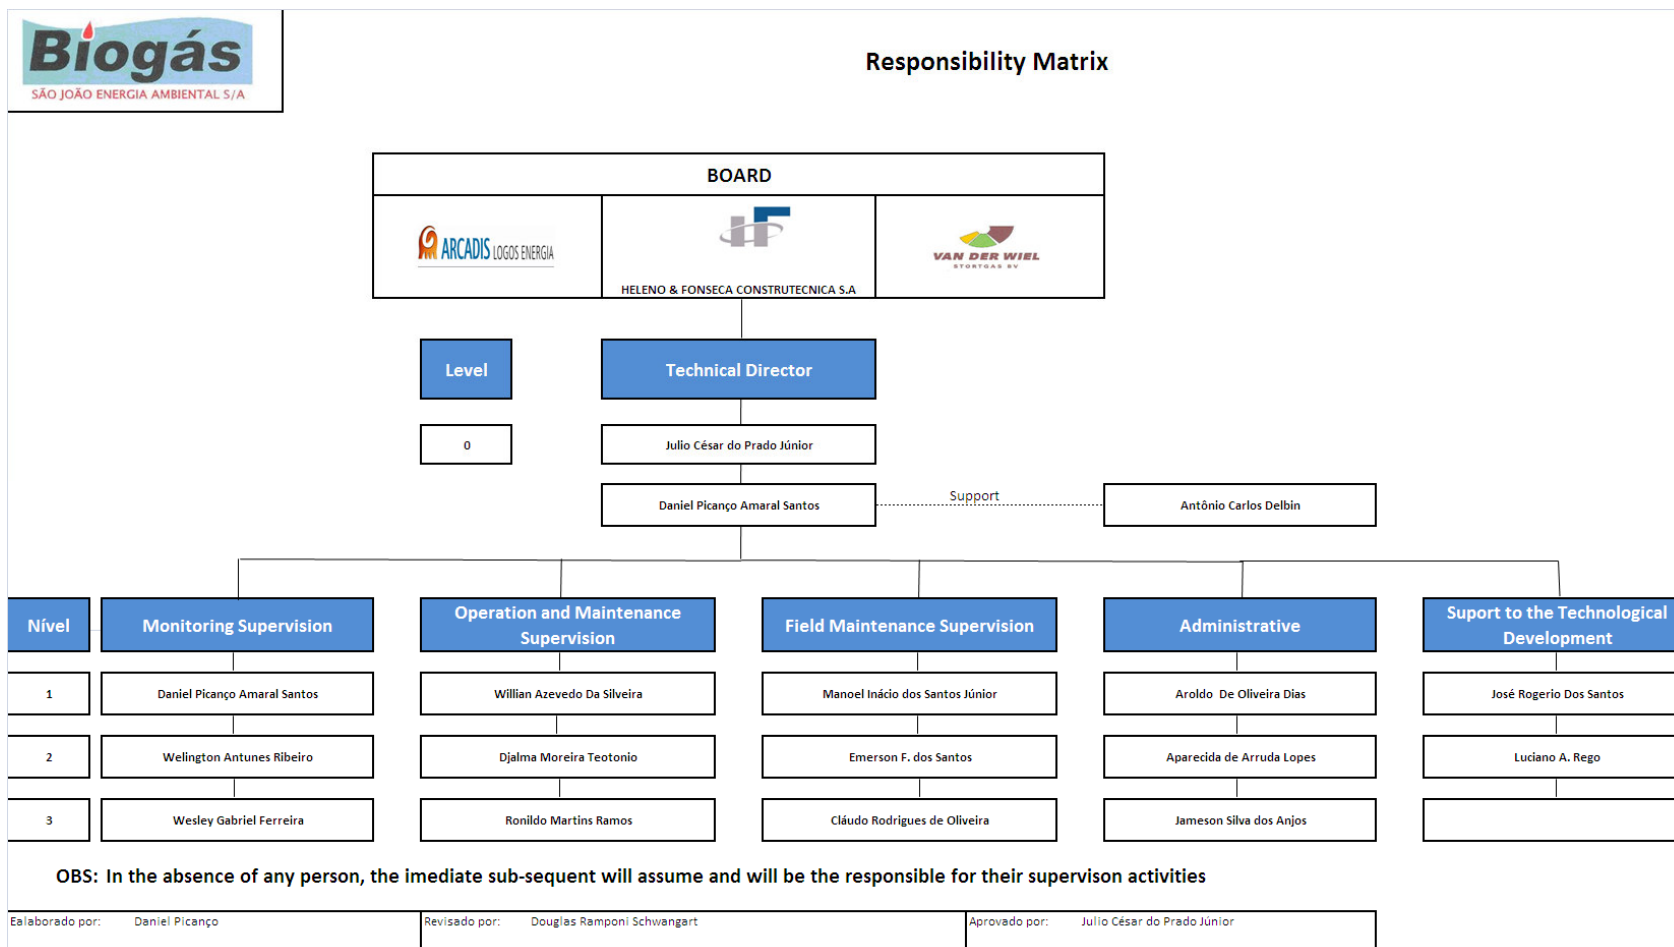 Biogás
SÃO JOÃO ENERGIA AMBIENTAL S/A
Responsibility Matrix
BOARD
ARCADIS LOGOS ENERGIA
HF
HELENO & FONSECA CONSTRUTECNICA S.A
VAN DER WIEL
STORTGAS BV
Level
Technical Director
0
Julio César do Prado Júnior
Daniel Picanço Amaral Santos
Support
Antônio Carlos Delbin
Nível
Monitoring Supervision
Operation and Maintenance
Supervision
Field Maintenance Supervision
Administrative
Suport to the Technological
Development
1
Daniel Picanço Amaral Santos
Willian Azevedo Da Silveira
Manoel Inácio dos Santos Júnior
Aroldo De Oliveira Dias
José Rogerio Dos Santos
2
Welington Antunes Ribeiro
Djalma Moreira Teotonio
Emerson F. dos Santos
Aparecida de Arruda Lopes
Luciano A. Rego
3
Wesley Gabriel Ferreira
Ronildo Martins Ramos
Cláudo Rodrigues de Oliveira
Jameson Silva dos Anjos
OBS: In the absence of any person, the imediate sub-sequent will assume and will be the responsible for their supervison activities
Ealaborado por: Daniel Picanço
Revisado por: Douglas Ramponi Schwangart
Aprovado por: Julio César do Prado Júnior